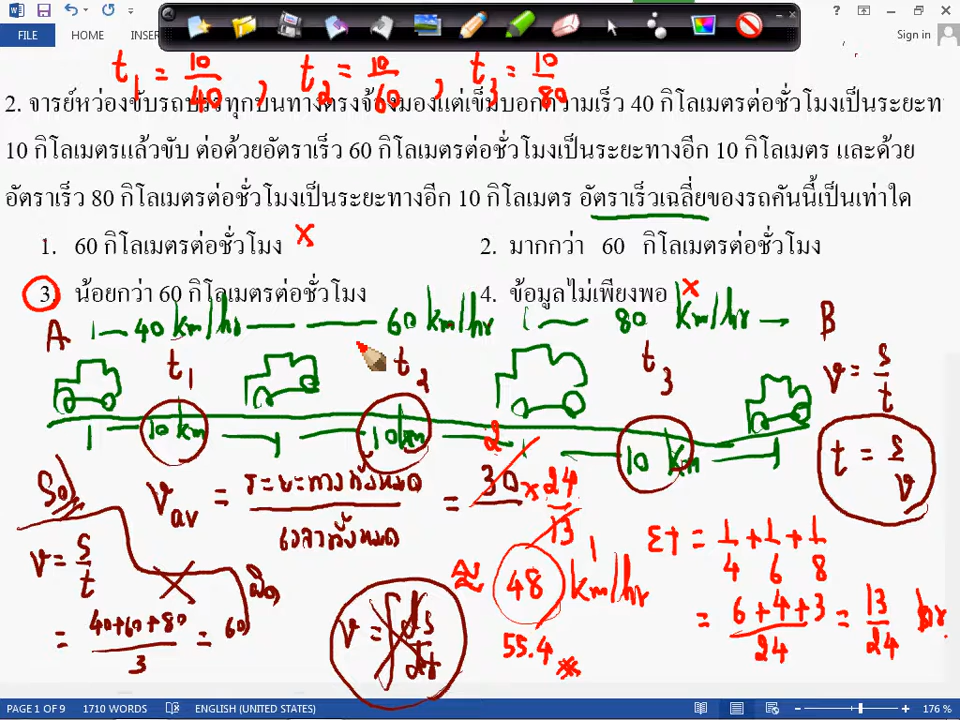 Sign in
FILE HOME INSER
t1 = 10/40 , t2 = 10/60 , t3 = 10/80
2. จารย์หว่องขับรถบรรทุกบนทางตรงจ้องมองแต่เข็มบอกความเร็ว 40 กิโลเมตรต่อชั่วโมงเป็นระยะท
10 กิโลเมตรแล้วขับ ต่อด้วยอัตราเร็ว 60 กิโลเมตรต่อชั่วโมงเป็นระยะทางอีก 10 กิโลเมตร และด้วย
อัตราเร็ว 80 กิโลเมตรต่อชั่วโมงเป็นระยะทางอีก 10 กิโลเมตร อัตราเร็วเฉลี่ยของรถคันนี้เป็นเท่าใด
1. 60 กิโลเมตรต่อชั่วโมง × 2. มากกว่า 60 กิโลเมตรต่อชั่วโมง
3. น้อยกว่า 60 กิโลเมตรต่อชั่วโมง 4. ข้อมูลไม่เพียงพอ ×
A 40 km/hr 60 km/hr 80 km/hr B
t1 t2 t3 v = s/t
10 km 10 km 10 km t = s/v
Sol Vav = ระยะทางทั้งหมด/เวลาทั้งหมด = 30 × 24/13
2 1
v = s/t ผิด ≈ 48 km/hr Σt = 1/4 + 1/6 + 1/8
= 40+60+80/3 = 60 v = ds/dt 55.4 = 6+4+3/24 = 13/24 hr.
PAGE 1 OF 9 1710 WORDS ENGLISH (UNITED STATES) 176 %